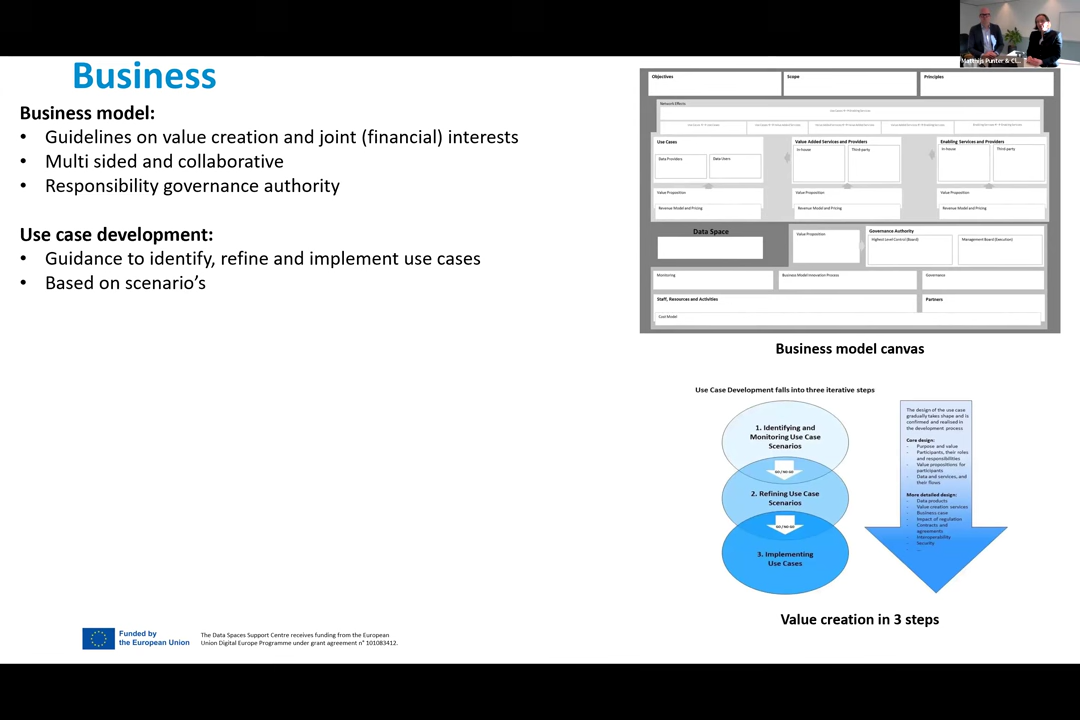 Business
Business model:
• Guidelines on value creation and joint (financial) interests
• Multi sided and collaborative
• Responsibility governance authority
Use case development:
• Guidance to identify, refine and implement use cases
• Based on scenario's
Matthijs Punter & Cl...
Objectives
Scope
Principles
Network Effects
Use Cases
Data Providers
Data Users
Value Proposition
Revenue Model and Pricing
Value Added Services and Providers
In-house
Third party
Value Proposition
Revenue Model and Pricing
Enabling Services and Providers
In-house
Third party
Value Proposition
Revenue Model and Pricing
Data Space
Value Proposition
Governance Authority
Highest Level Control (Board)
Management Board (Execution)
Monitoring
Business Model Innovation Process
Governance
Staff, Resources and Activities
Partners
Cost Model
Business model canvas
Use Case Development falls into three iterative steps
1. Identifying and
Monitoring Use Case
Scenarios
GO / NO GO
2. Refining Use Case
Scenarios
GO / NO GO
3. Implementing
Use Cases
The design of the use case
gradually takes shape and is
confirmed and realised in
the development process
Core design:
- Purpose and value
- Participants, their roles
and responsibilities
- Value propositions for
participants
- Data and services, and
their flows
More detailed design:
- Data products
- Value creation services
- Business case
- Impact of regulation
- Contracts and
agreements
- Interoperability
- Security
- ...
Value creation in 3 steps
Funded by
the European Union
The Data Spaces Support Centre receives funding from the European
Union Digital Europe Programme under grant agreement n° 101083412.